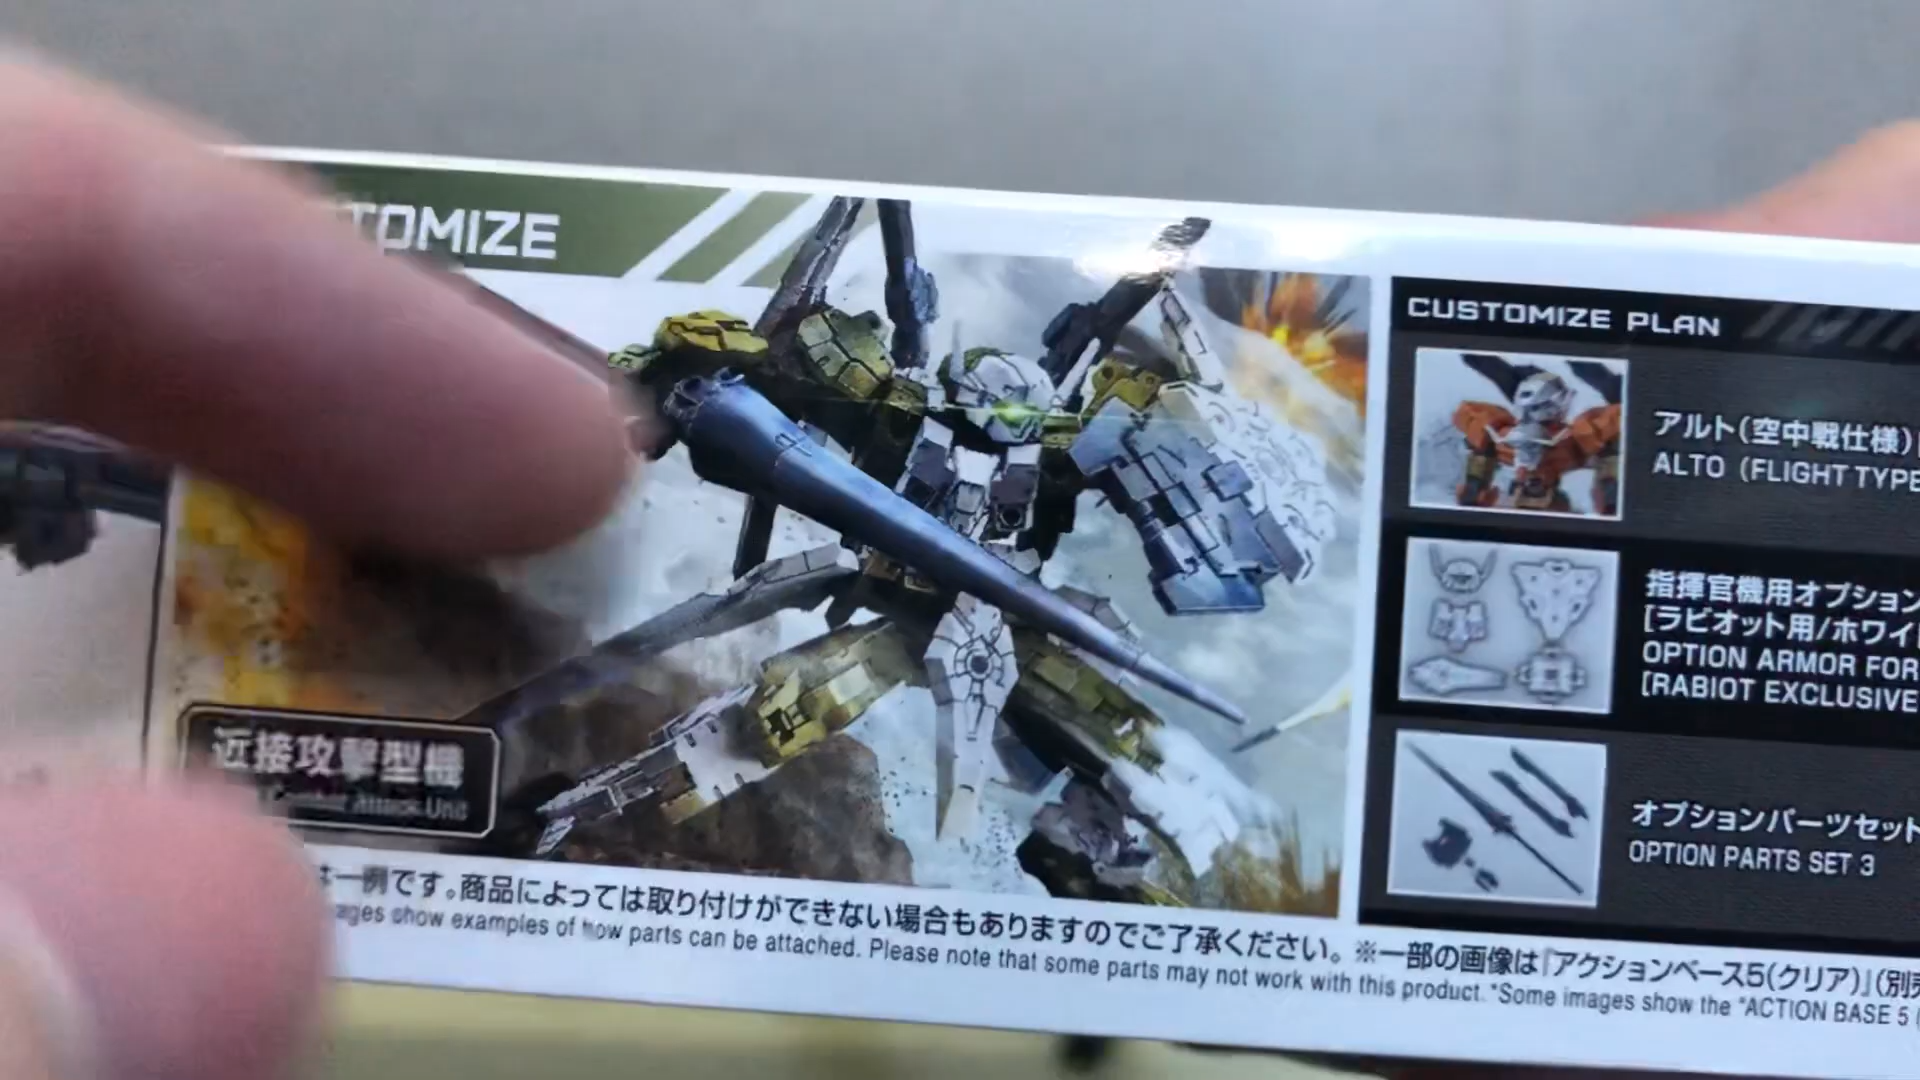 TOMIZE
CUSTOMIZE PLAN
アルト(空中戦仕様)
ALTO (FLIGHT TYPE
指揮官機用オプション
[ラビオット用/ホワイ
OPTION ARMOR FOR
[RABIOT EXCLUSIVE
オプションパーツセット
OPTION PARTS SET 3
近接攻撃型機
Attack Unit
一例です。商品によっては取り付けができない場合もありますのでご了承ください。※一部の画像は『アクションベース5(クリア)』(別売
ages show examples of how parts can be attached. Please note that some parts may not work with this product. *Some images show the "ACTION BASE 5